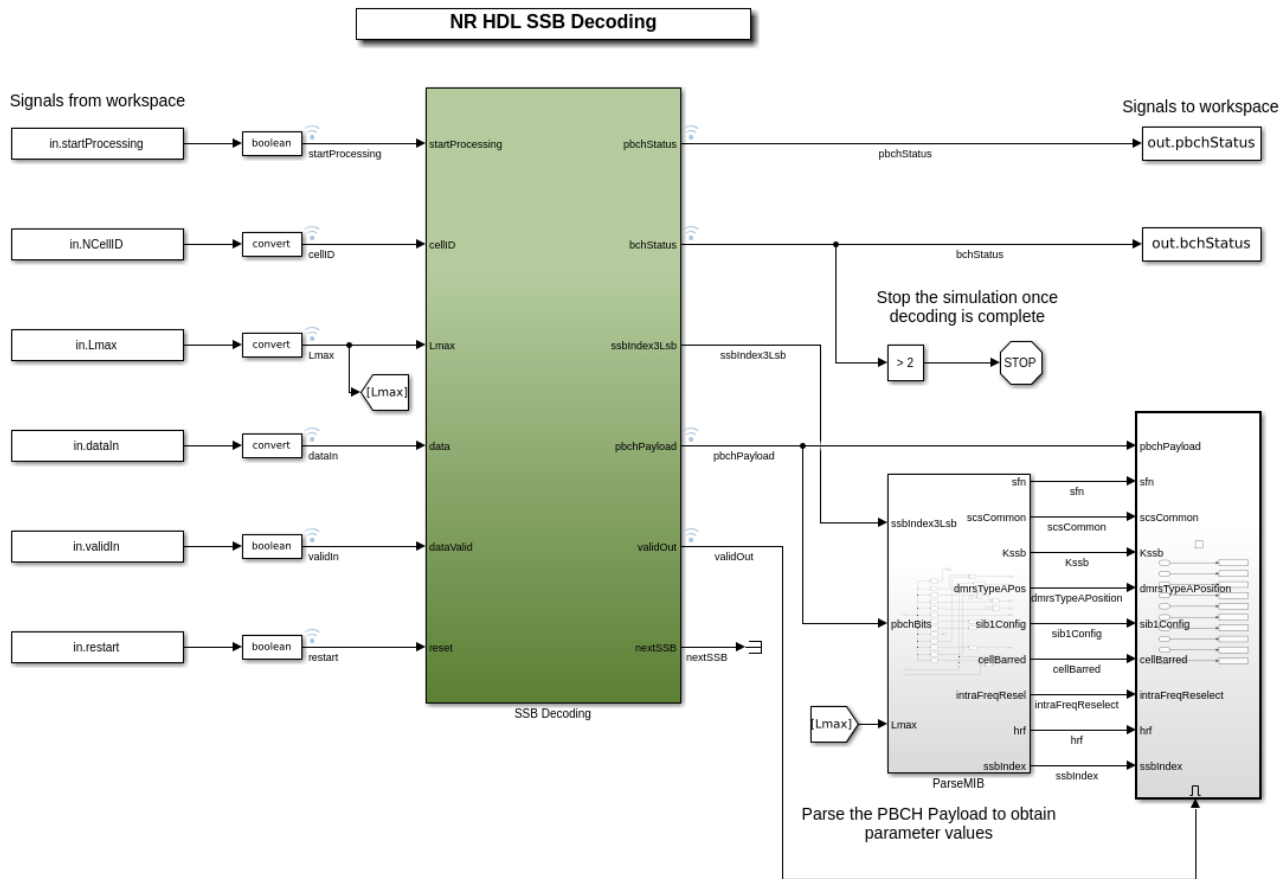 NR HDL SSB Decoding
Signals from workspace
Signals to workspace
in.startProcessing
boolean
startProcessing
startProcessing
pbchStatus
pbchStatus
out.pbchStatus
in.NCellID
convert
cellID
cellID
bchStatus
bchStatus
out.bchStatus
Stop the simulation once
decoding is complete
> 2
STOP
in.Lmax
convert
Lmax
[Lmax]
Lmax
ssbIndex3Lsb
ssbIndex3Lsb
in.dataIn
convert
dataIn
data
pbchPayload
pbchPayload
in.validIn
boolean
validIn
dataValid
validOut
validOut
in.restart
boolean
restart
reset
nextSSB
nextSSB
SSB Decoding
ssbIndex3Lsb
pbchBits
[Lmax]
Lmax
sfn
scsCommon
Kssb
dmrsTypeAPos
sib1Config
cellBarred
intraFreqResel
hrf
ssbIndex
ParseMIB
sfn
scsCommon
Kssb
dmrsTypeAPosition
sib1Config
cellBarred
intraFreqReselect
hrf
ssbIndex
pbchPayload
sfn
scsCommon
Kssb
dmrsTypeAPosition
sib1Config
cellBarred
intraFreqReselect
hrf
ssbIndex
Parse the PBCH Payload to obtain
parameter values